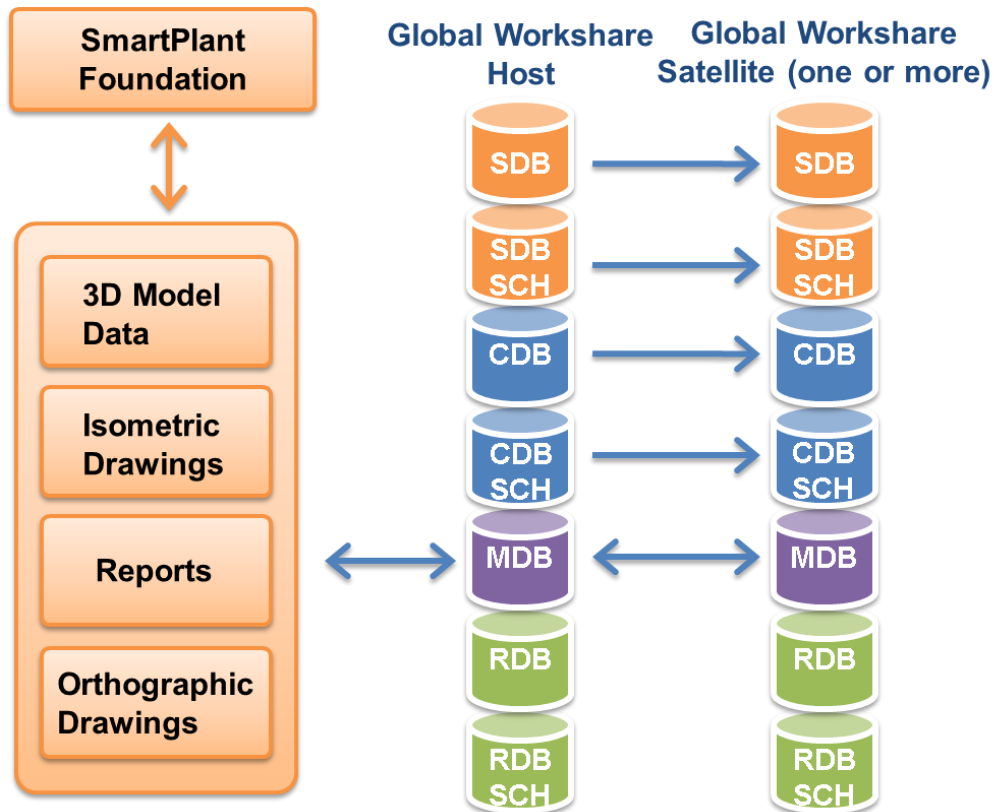 SmartPlant
Foundation
3D Model
Data
Isometric
Drawings
Reports
Orthographic
Drawings
Global Workshare
Host
SDB
SDB
SCH
CDB
CDB
SCH
MDB
RDB
RDB
SCH
Global Workshare
Satellite (one or more)
SDB
SDB
SCH
CDB
CDB
SCH
MDB
RDB
RDB
SCH